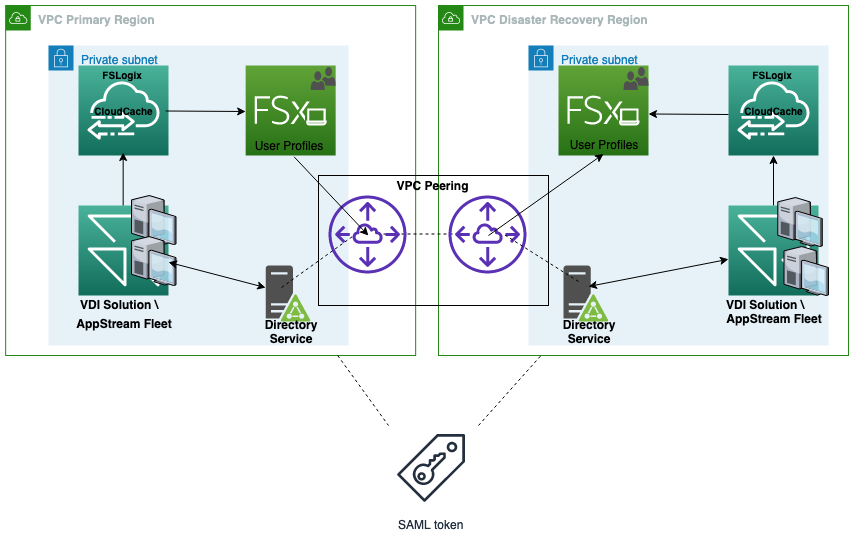 VPC Primary Region
Private subnet
FSLogix
CloudCache
FSx
User Profiles
VDI Solution \
AppStream Fleet
Directory
Service
VPC Peering
VPC Disaster Recovery Region
Private subnet
FSx
User Profiles
FSLogix
CloudCache
Directory
Service
VDI Solution \
AppStream Fleet
SAML token